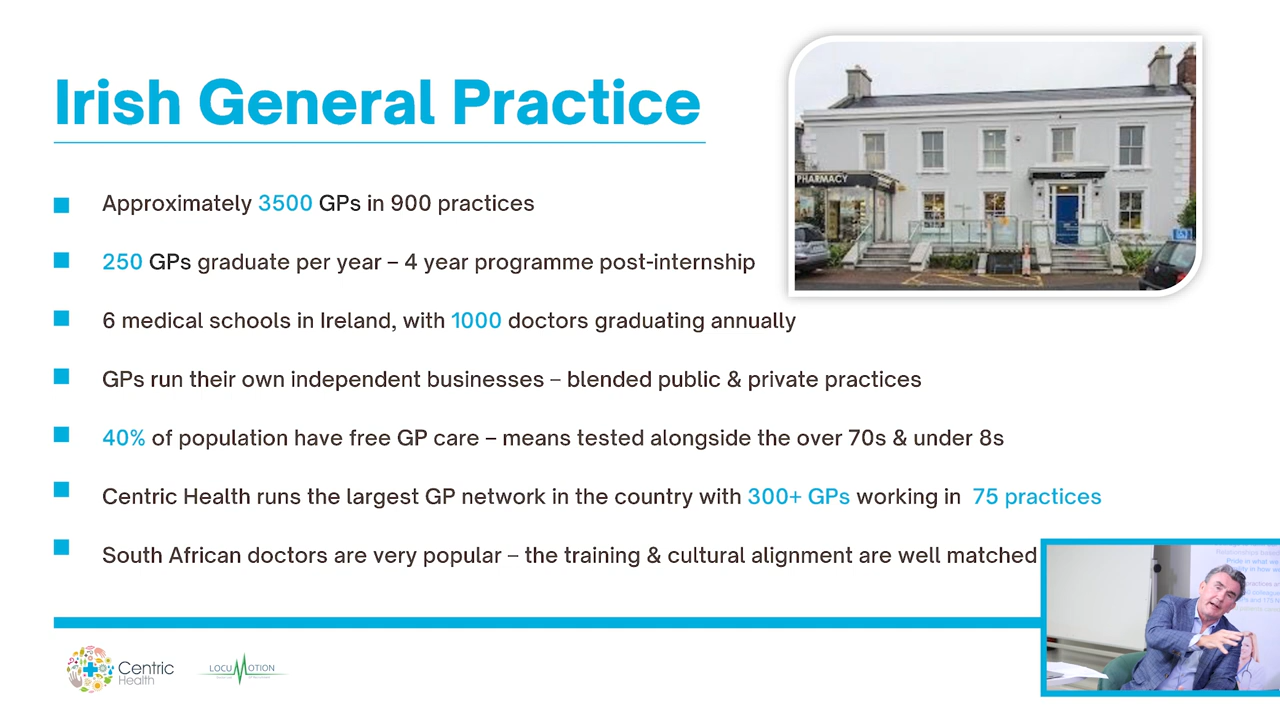 Irish General Practice
Approximately 3500 GPs in 900 practices
250 GPs graduate per year – 4 year programme post-internship
6 medical schools in Ireland, with 1000 doctors graduating annually
GPs run their own independent businesses – blended public & private practices
40% of population have free GP care – means tested alongside the over 70s & under 8s
Centric Health runs the largest GP network in the country with 300+ GPs working in 75 practices
South African doctors are very popular – the training & cultural alignment are well matched
PHARMACY
Centric
Health
LOCUMOTION